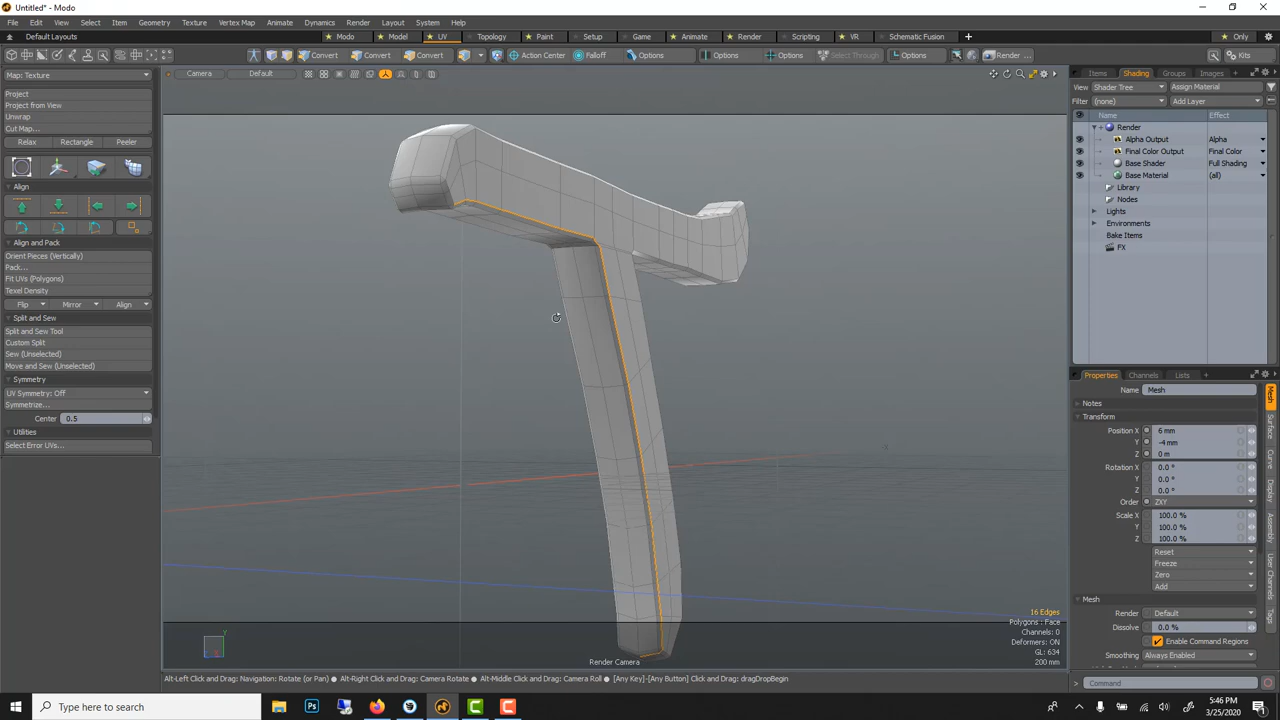 Untitled* - Modo
File Edit View Select Item Geometry Texture Vertex Map Animate Dynamics Render Layout System Help
Default Layouts Modo Model UV Topology Paint Setup Game Animate Render Scripting VR Schematic Fusion Only
Convert Convert Convert Action Center Falloff Options Options Options Select Through Options Render Kits
Map: Texture
Project
Project from View
Unwrap
Cut Map...
Relax Rectangle Peeler
Align
Align and Pack
Orient Pieces (Vertically)
Pack...
Fit UVs (Polygons)
Texel Density
Flip Mirror Align
Split and Sew
Split and Sew Tool
Custom Split
Sew (Unselected)
Move and Sew (Unselected)
Symmetry
UV Symmetry: Off
Symmetrize...
Center 0.5
Utilities
Select Error UVs...
Camera Default
16 Edges
Polygons : Face
Channels: 0
Deformers: ON
GL: 634
200 mm
Render Camera
Alt-Left Click and Drag: Navigation: Rotate (or Pan) ● Alt-Right Click and Drag: Camera Rotate ● Alt-Middle Click and Drag: Camera Roll ● [Any Key]-[Any Button] Click and Drag: dragDropBegin
Items Shading Groups Images
View Shader Tree Assign Material
Filter (none) Add Layer
Name Effect
Render
Alpha Output Alpha
Final Color Output Final Color
Base Shader Full Shading
Base Material (all)
Library
Nodes
Lights
Environments
Bake Items
FX
Properties Channels Lists
Name Mesh
Notes
Transform
Position X 6 mm
Y -4 mm
Z 0 m
Rotation X 0.0 °
Y 0.0 °
Z 0.0 °
Order ZXY
Scale X 100.0 %
Y 100.0 %
Z 100.0 %
Reset
Freeze
Zero
Add
Mesh
Render Default
Dissolve 0.0 %
Enable Command Regions
Smoothing Always Enabled
Mesh
Surface
Curve
Display
Assembly
User Channels
Tags
Command
Type here to search
5:46 PM
3/25/2020